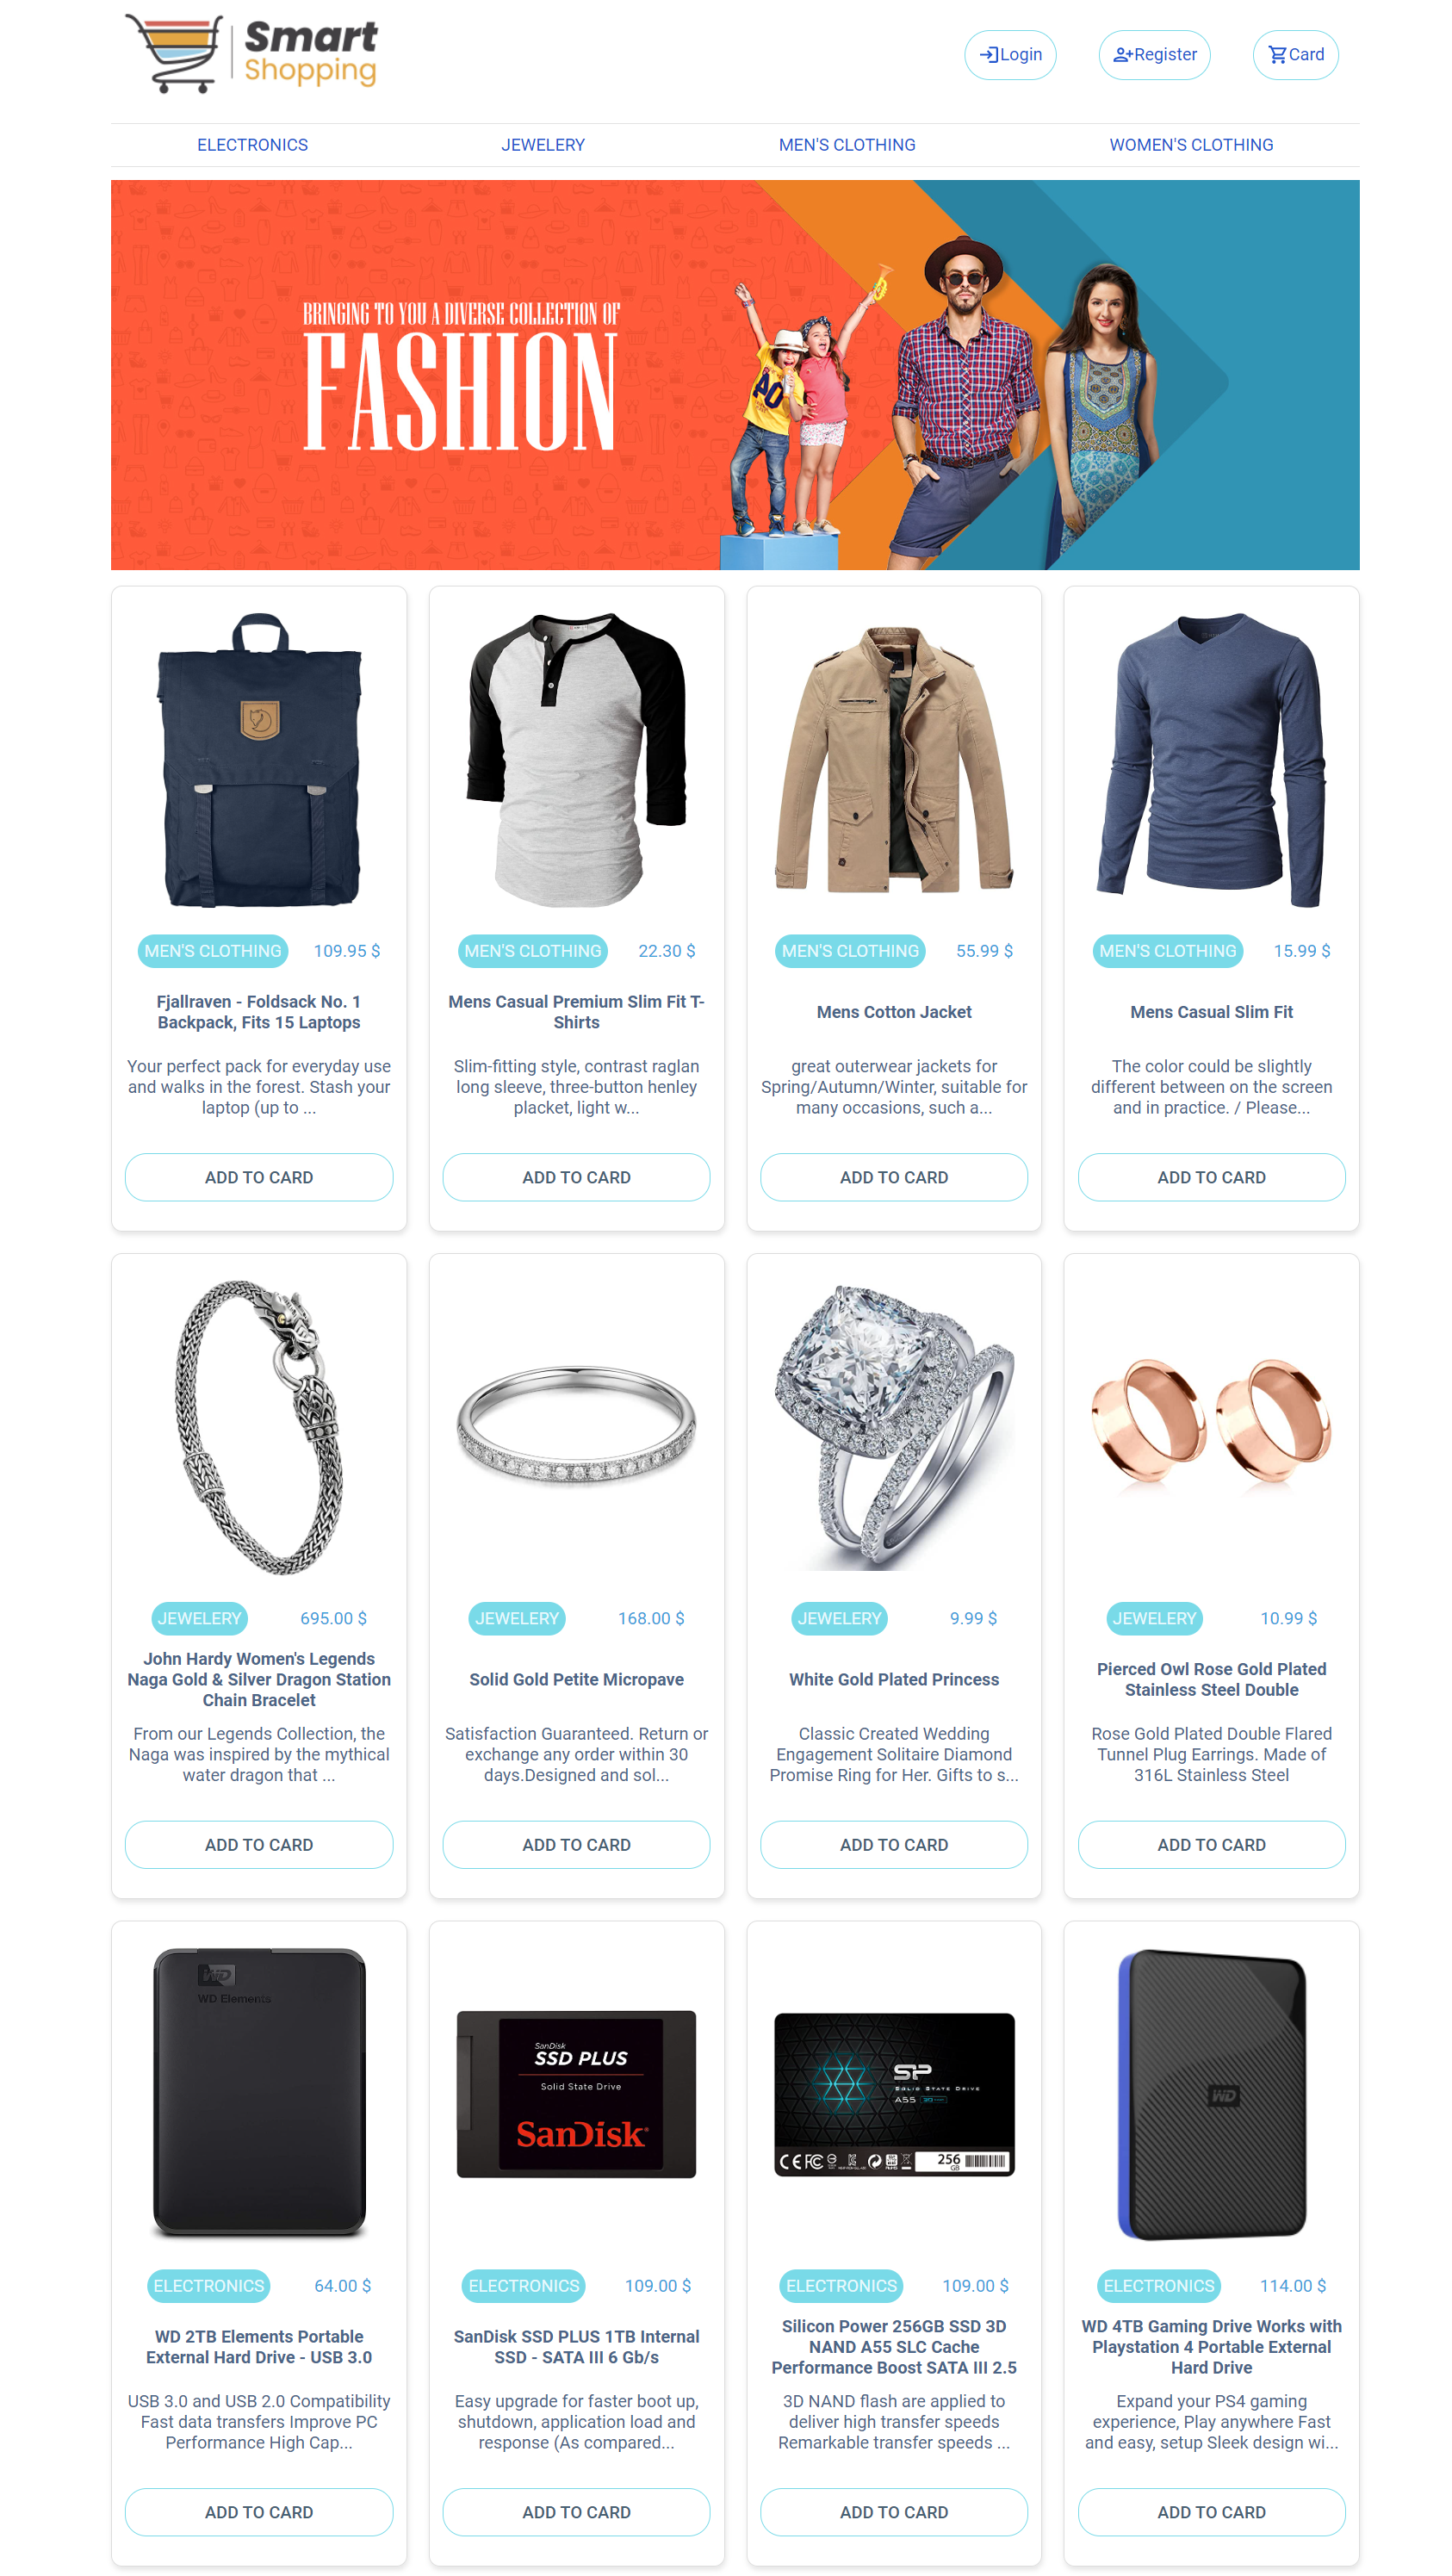 Smart
Shopping
Login
Register
Card
ELECTRONICS
JEWELERY
MEN'S CLOTHING
WOMEN'S CLOTHING
BRINGING TO YOU A DIVERSE COLLECTION OF
FASHION
MEN'S CLOTHING 109.95 $
Fjallraven - Foldsack No. 1
Backpack, Fits 15 Laptops
Your perfect pack for everyday use
and walks in the forest. Stash your
laptop (up to ...
ADD TO CARD
MEN'S CLOTHING 22.30 $
Mens Casual Premium Slim Fit T-
Shirts
Slim-fitting style, contrast raglan
long sleeve, three-button henley
placket, light w...
ADD TO CARD
MEN'S CLOTHING 55.99 $
Mens Cotton Jacket
great outerwear jackets for
Spring/Autumn/Winter, suitable for
many occasions, such a...
ADD TO CARD
MEN'S CLOTHING 15.99 $
Mens Casual Slim Fit
The color could be slightly
different between on the screen
and in practice. / Please...
ADD TO CARD
JEWELERY 695.00 $
John Hardy Women's Legends
Naga Gold & Silver Dragon Station
Chain Bracelet
From our Legends Collection, the
Naga was inspired by the mythical
water dragon that ...
ADD TO CARD
JEWELERY 168.00 $
Solid Gold Petite Micropave
Satisfaction Guaranteed. Return or
exchange any order within 30
days.Designed and sol...
ADD TO CARD
JEWELERY 9.99 $
White Gold Plated Princess
Classic Created Wedding
Engagement Solitaire Diamond
Promise Ring for Her. Gifts to s...
ADD TO CARD
JEWELERY 10.99 $
Pierced Owl Rose Gold Plated
Stainless Steel Double
Rose Gold Plated Double Flared
Tunnel Plug Earrings. Made of
316L Stainless Steel
ADD TO CARD
WD
WD Elements
ELECTRONICS 64.00 $
WD 2TB Elements Portable
External Hard Drive - USB 3.0
USB 3.0 and USB 2.0 Compatibility
Fast data transfers Improve PC
Performance High Cap...
ADD TO CARD
SanDisk
SSD PLUS
Solid State Drive
SanDisk
ELECTRONICS 109.00 $
SanDisk SSD PLUS 1TB Internal
SSD - SATA III 6 Gb/s
Easy upgrade for faster boot up,
shutdown, application load and
response (As compared...
ADD TO CARD
SP
SOLID STATE DRIVE
A55
CE FC
256
GB
ELECTRONICS 109.00 $
Silicon Power 256GB SSD 3D
NAND A55 SLC Cache
Performance Boost SATA III 2.5
3D NAND flash are applied to
deliver high transfer speeds
Remarkable transfer speeds ...
ADD TO CARD
WD
ELECTRONICS 114.00 $
WD 4TB Gaming Drive Works with
Playstation 4 Portable External
Hard Drive
Expand your PS4 gaming
experience, Play anywhere Fast
and easy, setup Sleek design wi...
ADD TO CARD